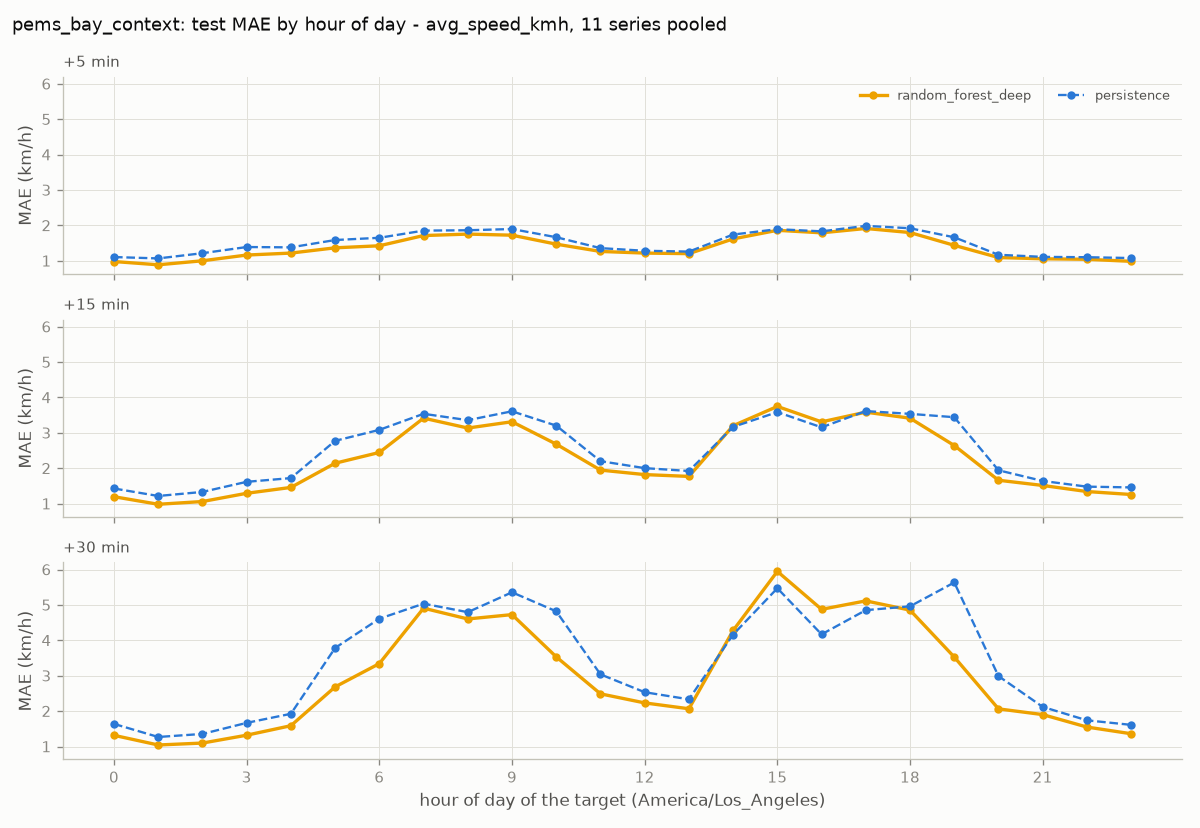 pems_bay_context: test MAE by hour of day - avg_speed_kmh, 11 series pooled
+5 min
random_forest_deep
persistence
MAE (km/h)
6
5
4
3
2
1
+15 min
MAE (km/h)
6
5
4
3
2
1
+30 min
MAE (km/h)
6
5
4
3
2
1
0 3 6 9 12 15 18 21
hour of day of the target (America/Los_Angeles)